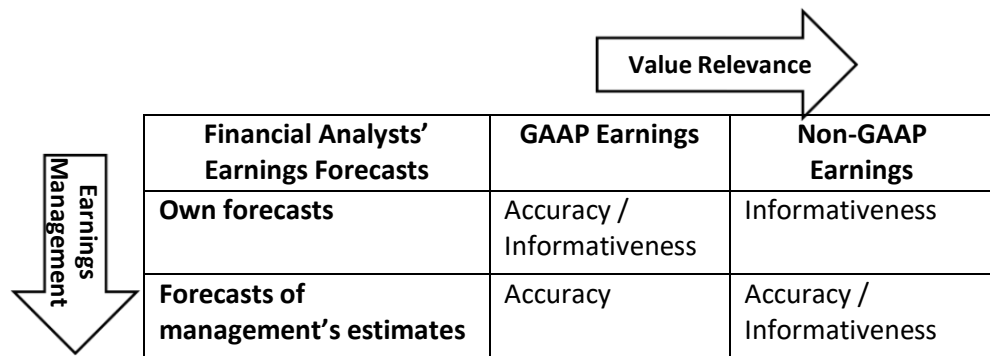 Value Relevance
Earnings
Management
Financial Analysts’
Earnings Forecasts
GAAP Earnings
Non-GAAP
Earnings
Own forecasts
Accuracy /
Informativeness
Informativeness
Forecasts of
management’s estimates
Accuracy
Accuracy /
Informativeness